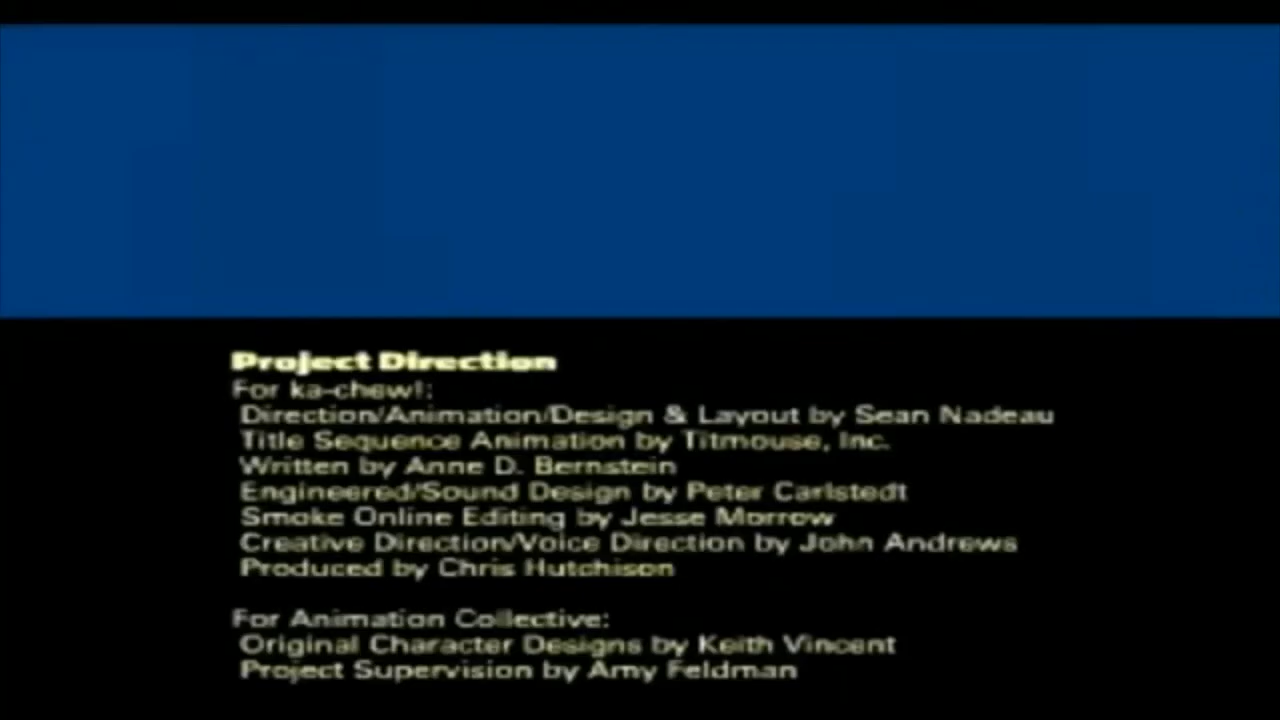 Project Direction
For ka-chew!:
Direction/Animation/Design & Layout by Sean Nadeau
Title Sequence Animation by Titmouse, Inc.
Written by Anne D. Bernstein
Engineered/Sound Design by Peter Carlstedt
Smoke Online Editing by Jesse Morrow
Creative Direction/Voice Direction by John Andrews
Produced by Chris Hutchison
For Animation Collective:
Original Character Designs by Keith Vincent
Project Supervision by Amy Feldman